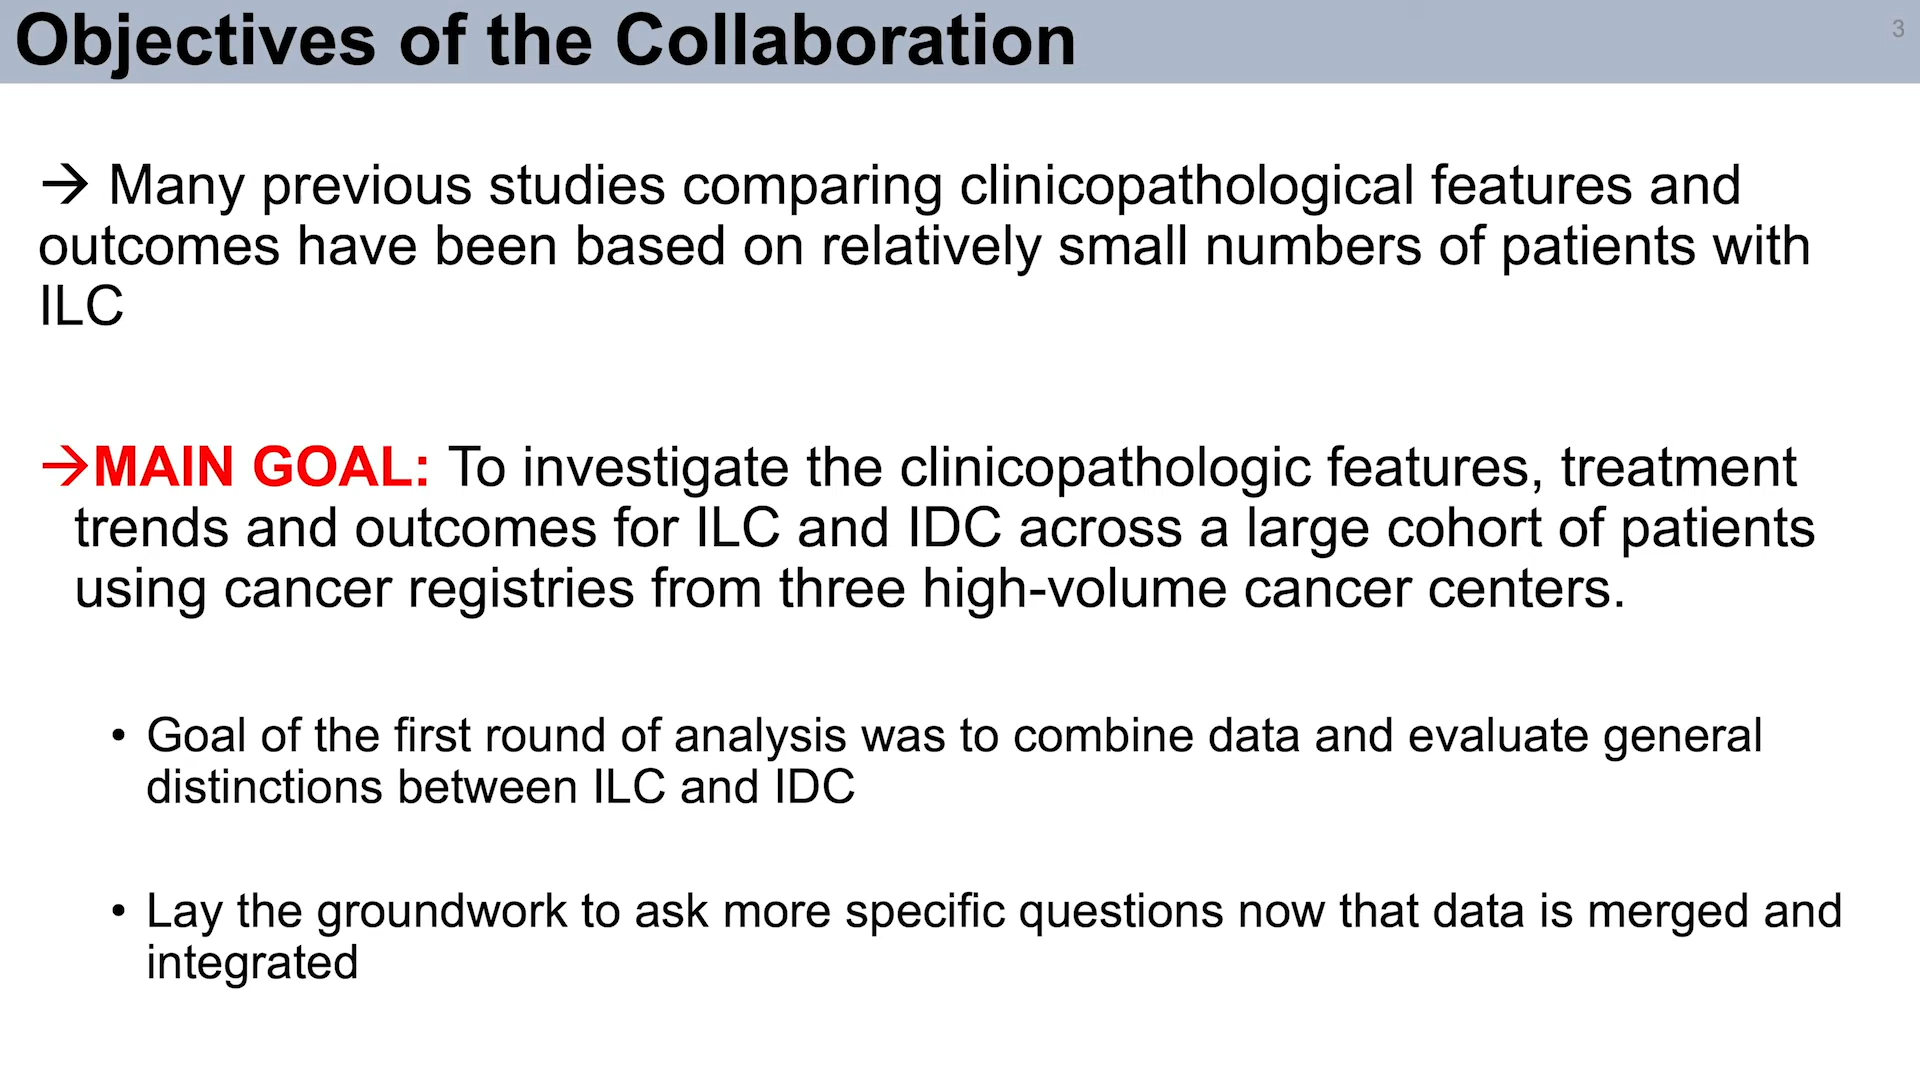 Objectives of the Collaboration
3
→ Many previous studies comparing clinicopathological features and
outcomes have been based on relatively small numbers of patients with
ILC
→MAIN GOAL: To investigate the clinicopathologic features, treatment
trends and outcomes for ILC and IDC across a large cohort of patients
using cancer registries from three high-volume cancer centers.
• Goal of the first round of analysis was to combine data and evaluate general
distinctions between ILC and IDC
• Lay the groundwork to ask more specific questions now that data is merged and
integrated